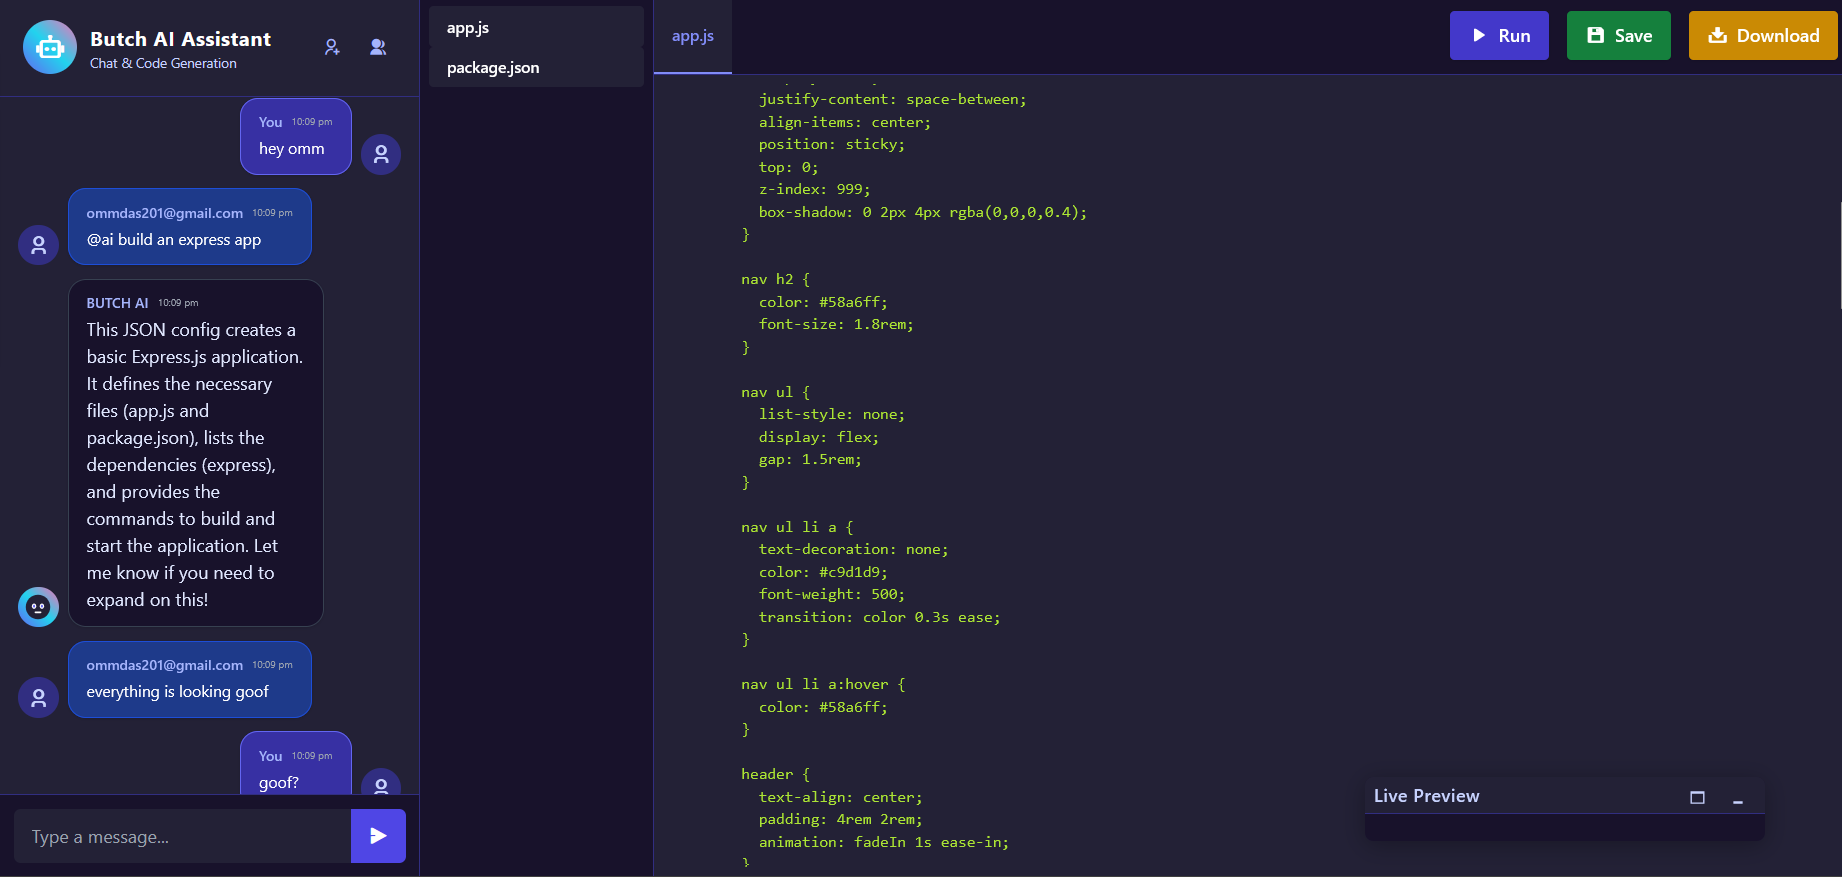 Butch AI Assistant
Chat & Code Generation
You 10:09 pm
hey omm
ommdas201@gmail.com 10:09 pm
@ai build an express app
BUTCH AI 10:09 pm
This JSON config creates a
basic Express.js application.
It defines the necessary
files (app.js and
package.json), lists the
dependencies (express),
and provides the
commands to build and
start the application. Let
me know if you need to
expand on this!
ommdas201@gmail.com 10:09 pm
everything is looking goof
You 10:09 pm
goof?
Type a message...
app.js
package.json
app.js
Run
Save
Download
justify-content: space-between;
align-items: center;
position: sticky;
top: 0;
z-index: 999;
box-shadow: 0 2px 4px rgba(0,0,0,0.4);
}
nav h2 {
color: #58a6ff;
font-size: 1.8rem;
}
nav ul {
list-style: none;
display: flex;
gap: 1.5rem;
}
nav ul li a {
text-decoration: none;
color: #c9d1d9;
font-weight: 500;
transition: color 0.3s ease;
}
nav ul li a:hover {
color: #58a6ff;
}
header {
text-align: center;
padding: 4rem 2rem;
animation: fadeIn 1s ease-in;
}
Live Preview